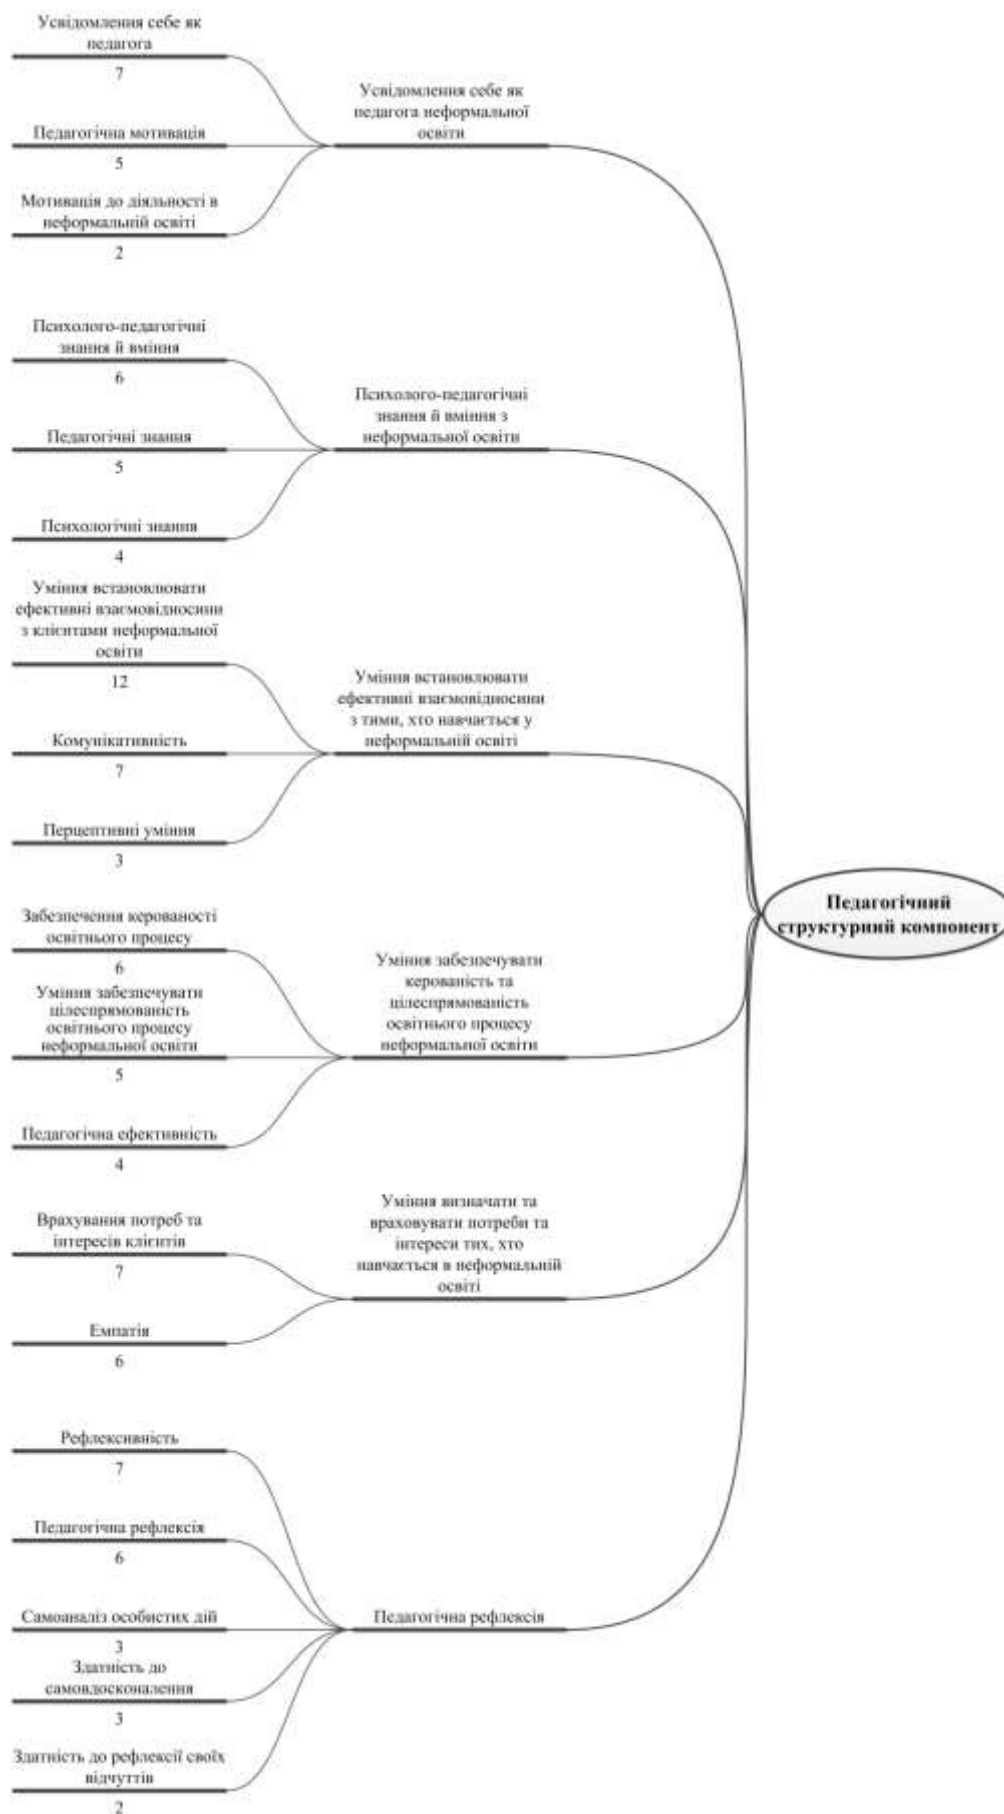 Усвідомлення себе як
педагога
7
Педагогічна мотивація
5
Мотивація до діяльності в
неформальній освіті
2
Усвідомлення себе як
педагога неформальної
освіти
Психолого-педагогічні
знання й вміння
6
Педагогічні знання
5
Психологічні знання
4
Психолого-педагогічні
знання й вміння з
неформальної освіти
Уміння встановлювати
ефективні взаємовідносини
з клієнтами неформальної
освіти
12
Комунікативність
7
Перцептивні уміння
3
Уміння встановлювати
ефективні взаємовідносини
з тими, хто навчається у
неформальній освіті
Забезпечення керованості
освітнього процесу
6
Уміння забезпечувати
цілеспрямованість
освітнього процесу
неформальної освіти
5
Педагогічна ефективність
4
Уміння забезпечувати
керованість та
цілеспрямованість
освітнього процесу
неформальної освіти
Врахування потреб та
інтересів клієнтів
7
Емпатія
6
Уміння визначати та
враховувати потреби та
інтереси тих, хто
навчається в неформальній
освіті
Рефлексивність
7
Педагогічна рефлексія
6
Самоаналіз особистих дій
3
Здатність до
самовдосконалення
3
Здатність до рефлексії своїх
відчуттів
2
Педагогічна рефлексія
Педагогічний
структурний компонент